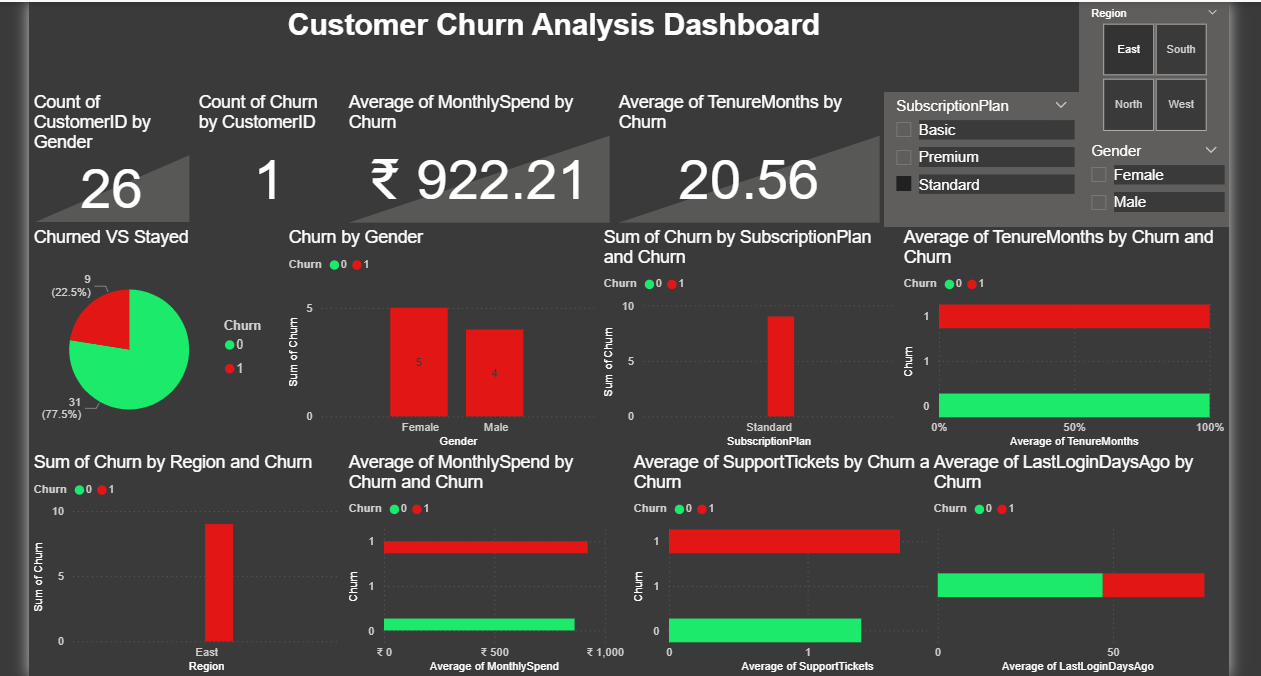 Customer Churn Analysis Dashboard
Region
East
South
North
West
Count of
CustomerID by
Gender
26
Count of Churn
by CustomerID
1
Average of MonthlySpend by
Churn
₹ 922.21
Average of TenureMonths by
Churn
20.56
SubscriptionPlan
Basic
Premium
Standard
Gender
Female
Male
Churned VS Stayed
9
(22.5%)
31
(77.5%)
Churn
0
1
Churn by Gender
Churn 0 1
Sum of Churn
5
0
5
4
Female
Male
Gender
Sum of Churn by SubscriptionPlan
and Churn
Churn 0 1
Sum of Churn
10
5
0
Standard
SubscriptionPlan
Average of TenureMonths by Churn and
Churn
Churn 0 1
Churn
1
1
0
0%
50%
100%
Average of TenureMonths
Sum of Churn by Region and Churn
Churn 0 1
Sum of Churn
10
5
0
East
Region
Average of MonthlySpend by
Churn and Churn
Churn 0 1
Churn
1
1
0
₹ 0
₹ 500
₹ 1,000
Average of MonthlySpend
Average of SupportTickets by Churn a
Churn
Churn 0 1
Churn
1
1
0
0
1
Average of SupportTickets
Average of LastLoginDaysAgo by
Churn
Churn 0 1
0
50
Average of LastLoginDaysAgo